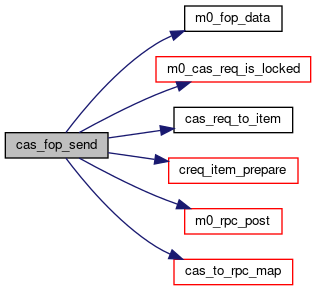 m0_fop_data
m0_cas_req_is_locked
cas_req_to_item
cas_fop_send
creq_item_prepare
m0_rpc_post
cas_to_rpc_map